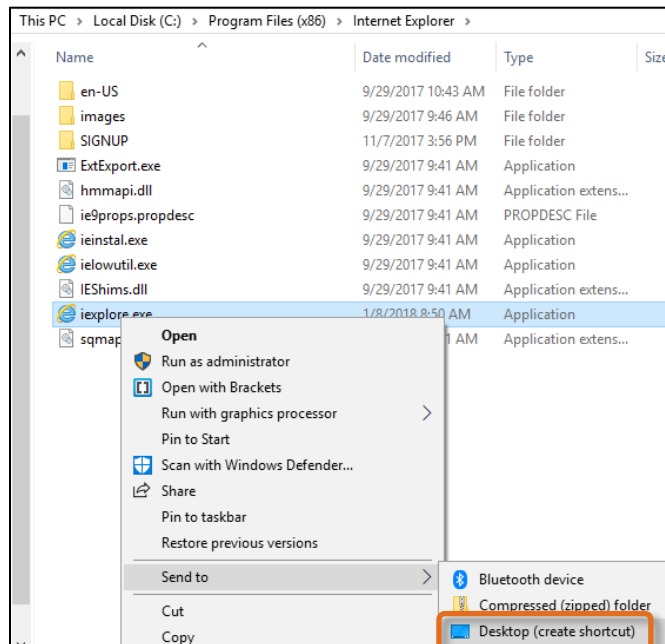 This PC > Local Disk (C:) > Program Files (x86) > Internet Explorer >
Name Date modified Type Size
en-US 9/29/2017 10:43 AM File folder
images 9/29/2017 9:46 AM File folder
SIGNUP 11/7/2017 3:56 PM File folder
ExtExport.exe 9/29/2017 9:41 AM Application
hmmapi.dll 9/29/2017 9:41 AM Application extens...
ie9props.propdesc 9/29/2017 9:41 AM PROPDESC File
ieinstal.exe 9/29/2017 9:41 AM Application
ielowutil.exe 9/29/2017 9:41 AM Application
IEShims.dll 9/29/2017 9:41 AM Application extens...
iexplore.exe 1/8/2018 8:50 AM Application
sqmap 1 AM Application extens...
Open
Run as administrator
Open with Brackets
Run with graphics processor >
Pin to Start
Scan with Windows Defender...
Share
Pin to taskbar
Restore previous versions
Send to >
Bluetooth device
Compressed (zipped) folder
Desktop (create shortcut)
Cut
Copy